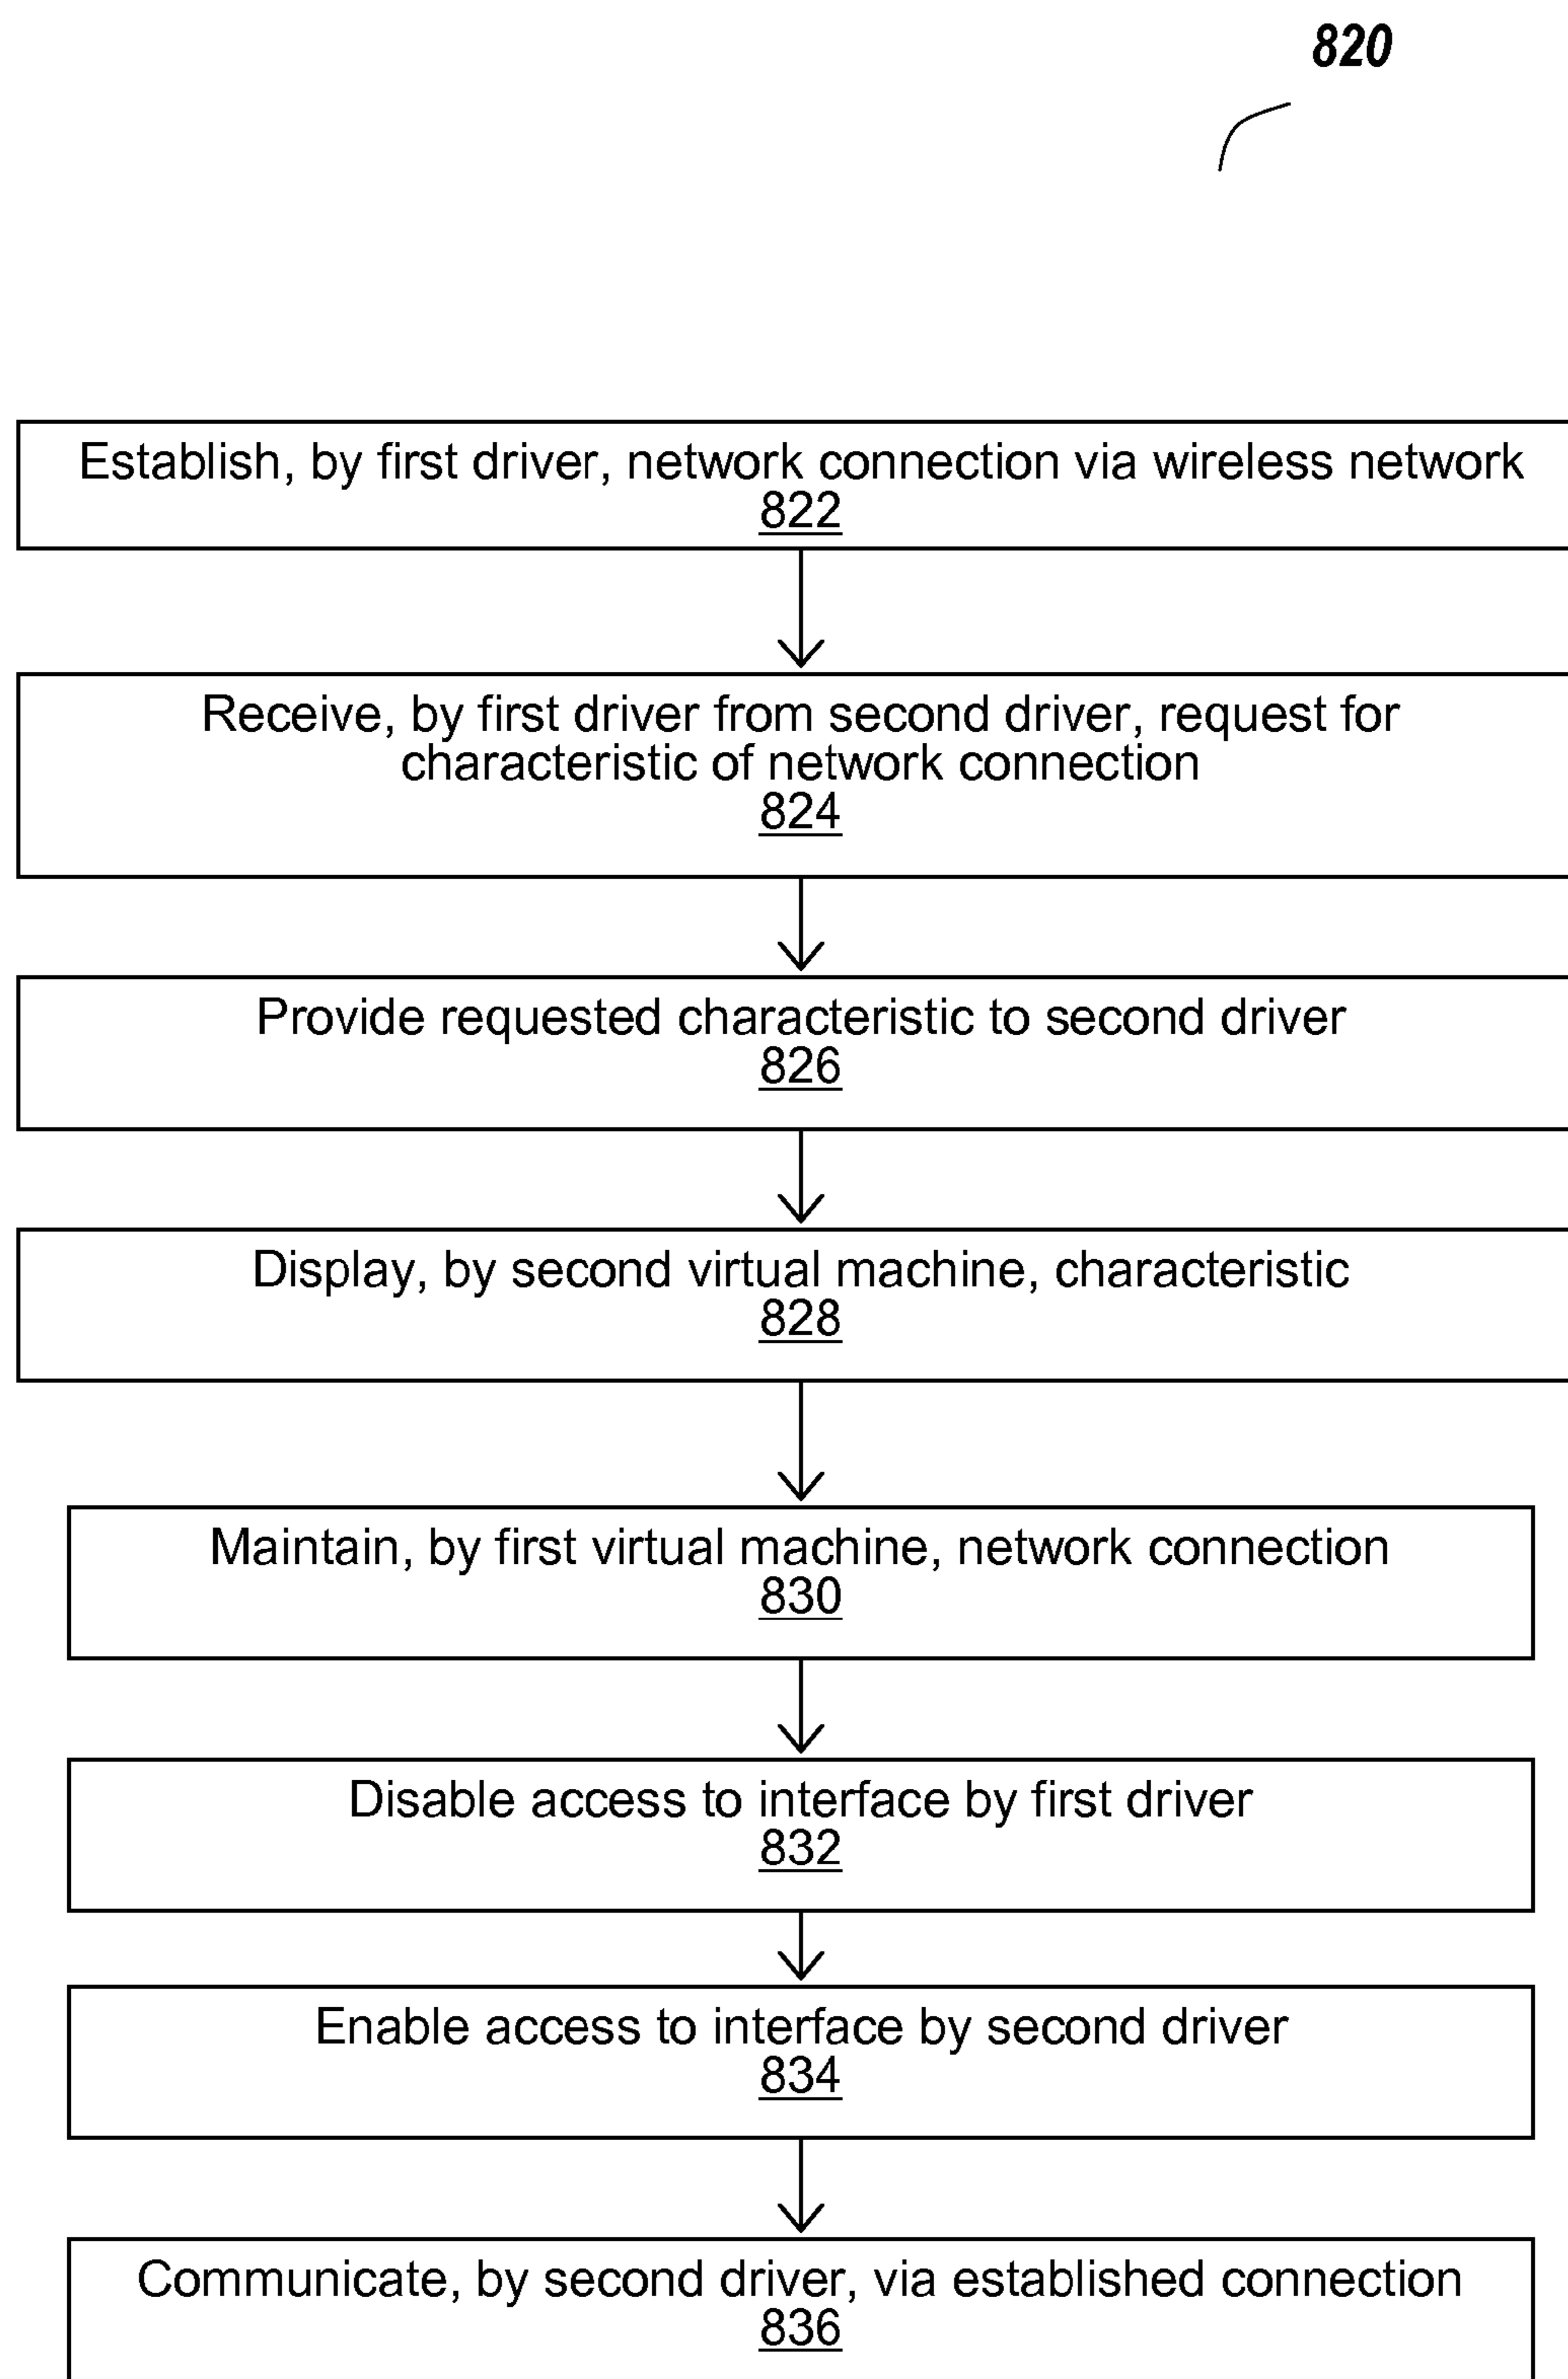 820
Establish, by first driver, network connection via wireless network
822
Receive, by first driver from second driver, request for
characteristic of network connection
824
Provide requested characteristic to second driver
826
Display, by second virtual machine, characteristic
828
Maintain, by first virtual machine, network connection
830
Disable access to interface by first driver
832
Enable access to interface by second driver
834
Communicate, by second driver, via established connection
836